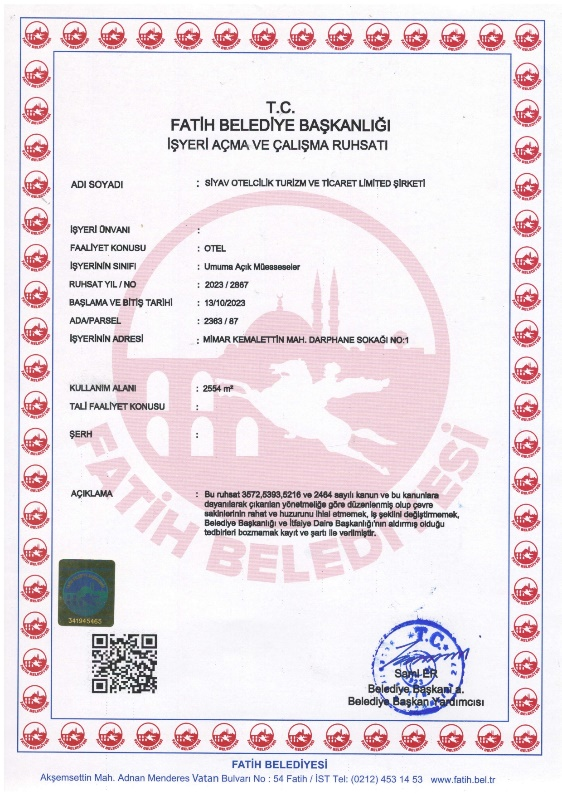 T.C.
FATİH BELEDİYE BAŞKANLIĞI
İŞYERİ AÇMA VE ÇALIŞMA RUHSATI
ADI SOYADI : SİYAV OTELCİLİK TURİZM VE TİCARET LİMİTED ŞİRKETİ
İŞYERİ ÜNVANI :
FAALİYET KONUSU : OTEL
İŞYERİNİN SINIFI : Umuma Açık Müesseseler
RUHSAT YIL / NO : 2023 / 2867
BAŞLAMA VE BİTİŞ TARİHİ : 13/10/2023
ADA/PARSEL : 2363 / 87
İŞYERİNİN ADRESİ : MİMAR KEMALETTİN MAH. DARPHANE SOKAĞI NO:1
KULLANIM ALANI : 2554 m²
TALİ FAALİYET KONUSU :
ŞERH :
AÇIKLAMA : Bu ruhsat 3572,5393,5216 ve 2464 sayılı kanun ve bu kanunlara
dayanılarak çıkarılan yönetmeliğe göre düzenlenmiş olup çevre
sakinlerinin rahat ve huzurunu ihlal etmemek, iş şeklini değiştirmemek,
Belediye Başkanlığı ve İtfaiye Daire Başkanlığı'nın aldırmış olduğu
tedbirleri bozmamak kayıt ve şartı ile verilmiştir.
FATİH BELEDİYESİ
341945465
T.C.
Sami ER
Belediye Başkanı a.
Belediye Başkan Yardımcısı
FATİH BELEDİYESİ
Akşemsettin Mah. Adnan Menderes Vatan Bulvarı No : 54 Fatih / İST Tel: (0212) 453 14 53 www.fatih.bel.tr